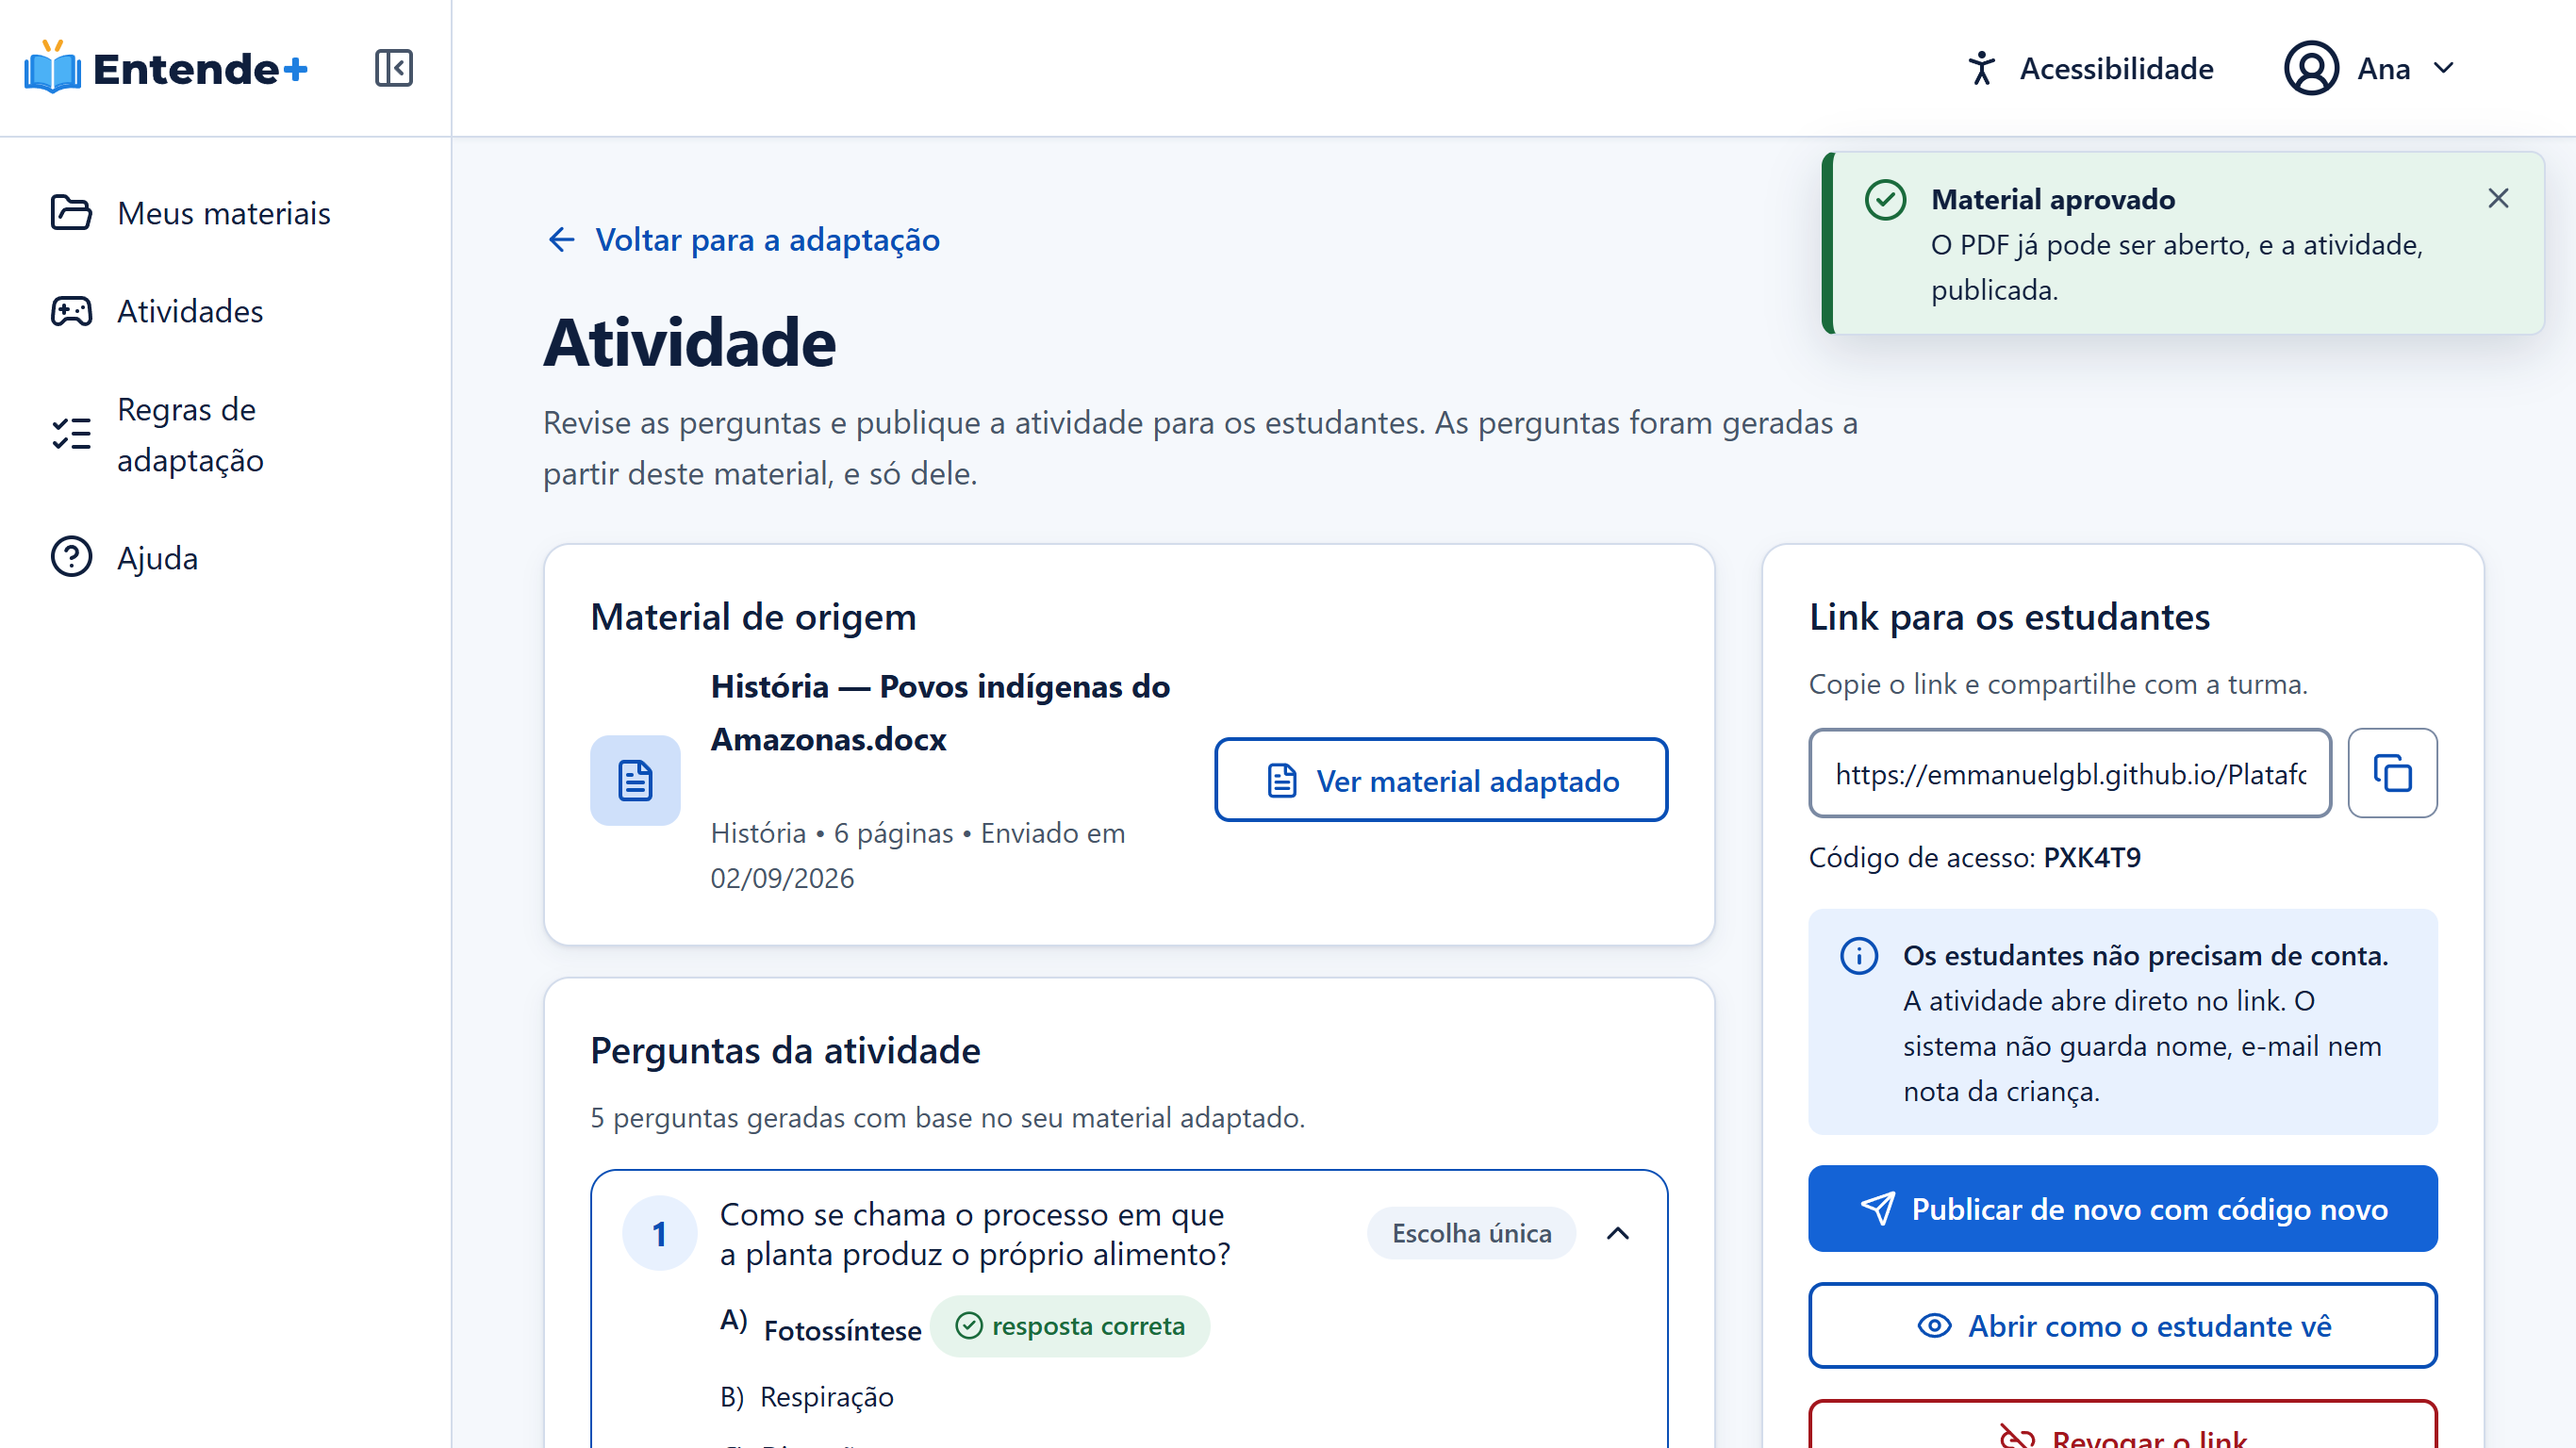 Entende+
Acessibilidade
Ana
Meus materiais
Atividades
Regras de
adaptação
Ajuda
Material aprovado
O PDF já pode ser aberto, e a atividade,
publicada.
Voltar para a adaptação
Atividade
Revise as perguntas e publique a atividade para os estudantes. As perguntas foram geradas a
partir deste material, e só dele.
Material de origem
História — Povos indígenas do
Amazonas.docx
História • 6 páginas • Enviado em
02/09/2026
Ver material adaptado
Perguntas da atividade
5 perguntas geradas com base no seu material adaptado.
1
Como se chama o processo em que
a planta produz o próprio alimento?
Escolha única
A) Fotossíntese
resposta correta
B) Respiração
Link para os estudantes
Copie o link e compartilhe com a turma.
https://emmanuelgbl.github.io/Platafo
Código de acesso: PXK4T9
Os estudantes não precisam de conta.
A atividade abre direto no link. O
sistema não guarda nome, e-mail nem
nota da criança.
Publicar de novo com código novo
Abrir como o estudante vê
Revogar o link